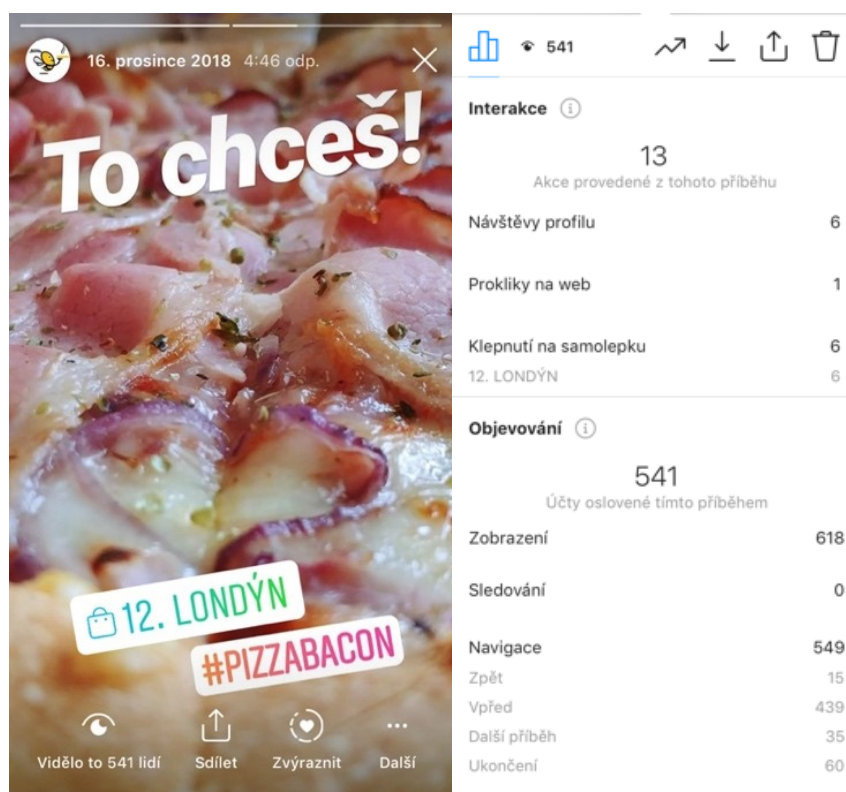 16. prosince 2018 4:46 odp.
To chceš!
12. LONDÝN
#PIZZABACON
Vidělo to 541 lidí
Sdílet
Zvýraznit
Další
541
Interakce
13
Akce provedené z tohoto příběhu
Návštěvy profilu 6
Prokliky na web 1
Klepnutí na samolepku 6
12. LONDÝN 6
Objevování
541
Účty oslovené tímto příběhem
Zobrazení 618
Sledování 0
Navigace 549
Zpět 15
Vpřed 439
Další příběh 35
Ukončení 60